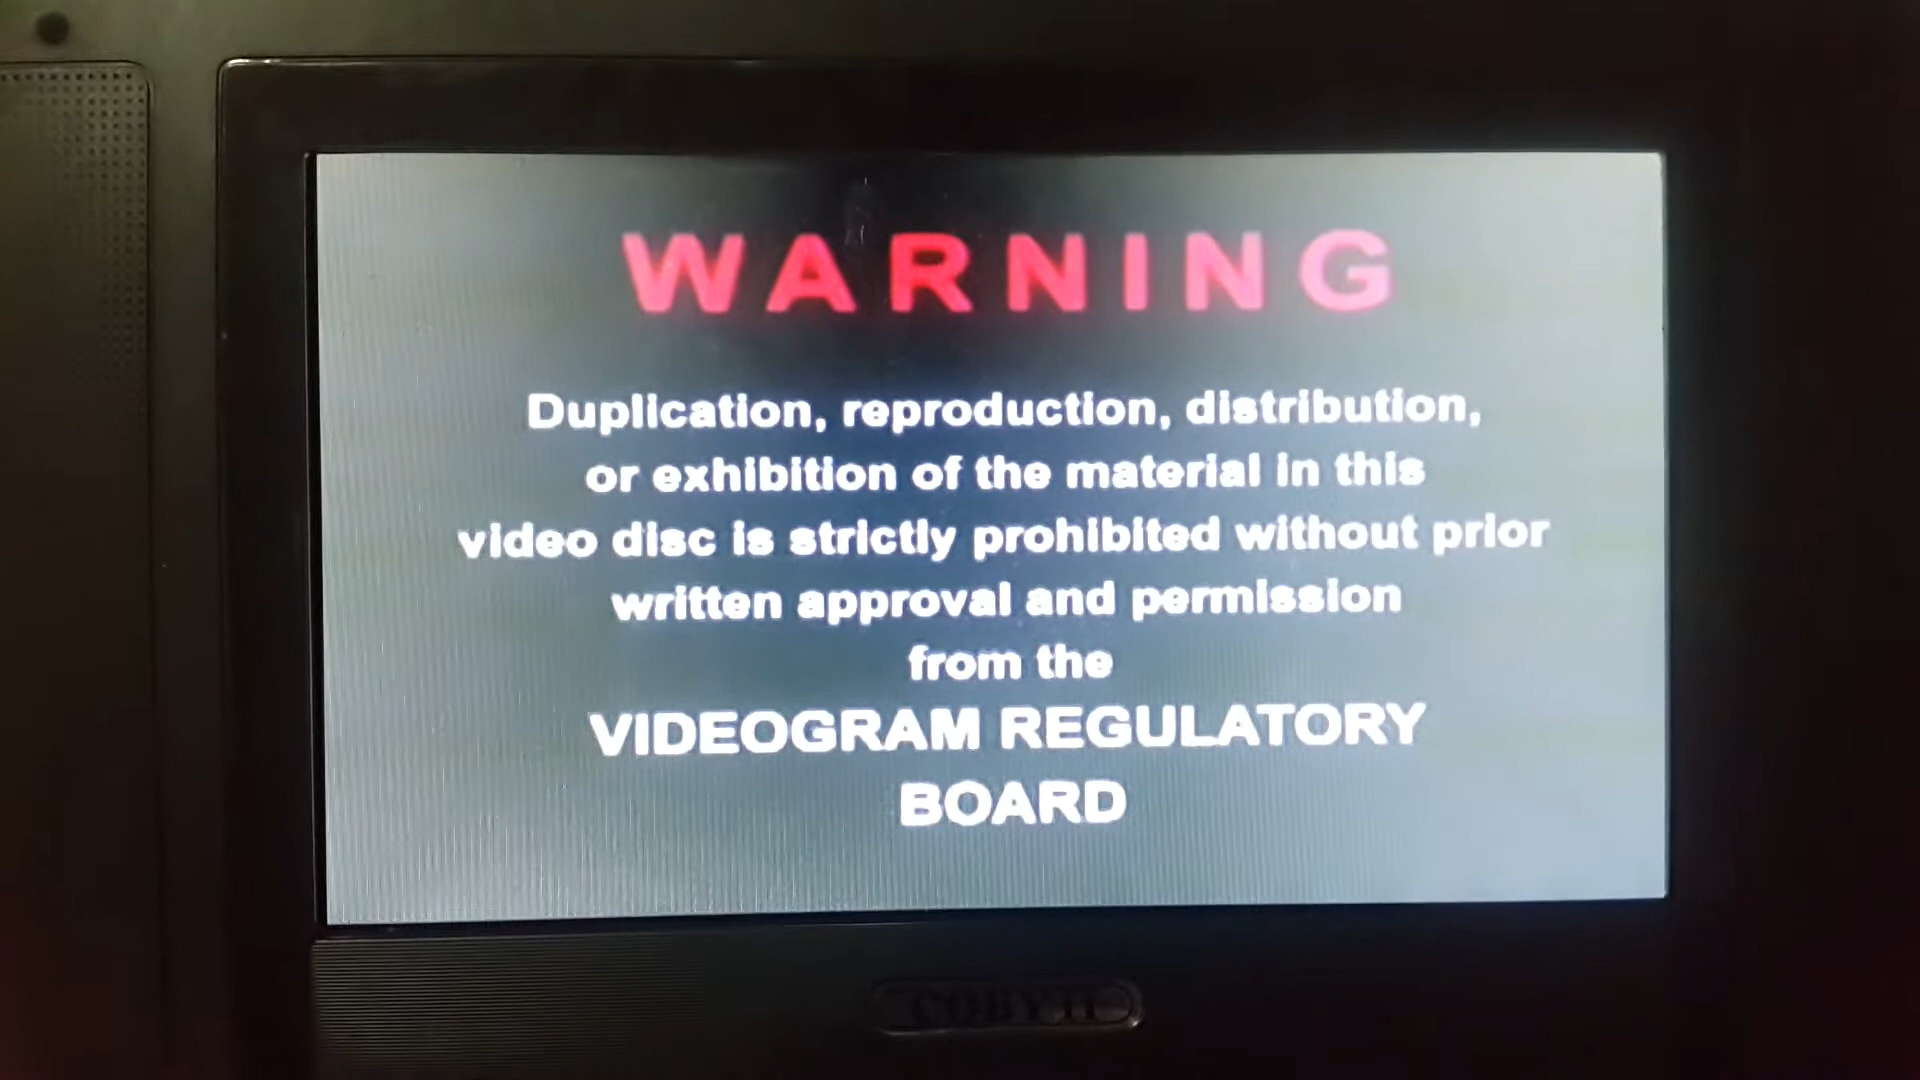 WARNING
Duplication, reproduction, distribution,
or exhibition of the material in this
video disc is strictly prohibited without prior
written approval and permission
from the
VIDEOGRAM REGULATORY
BOARD